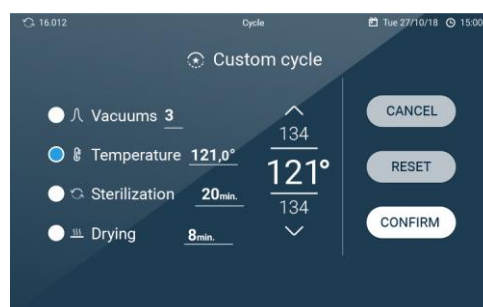 16.012 Cycle Tue 27/10/18 15:00
Custom cycle
Vacuums 3
Temperature 121,0°
Sterilization 20min.
Drying 8min.
134
121°
134
CANCEL
RESET
CONFIRM